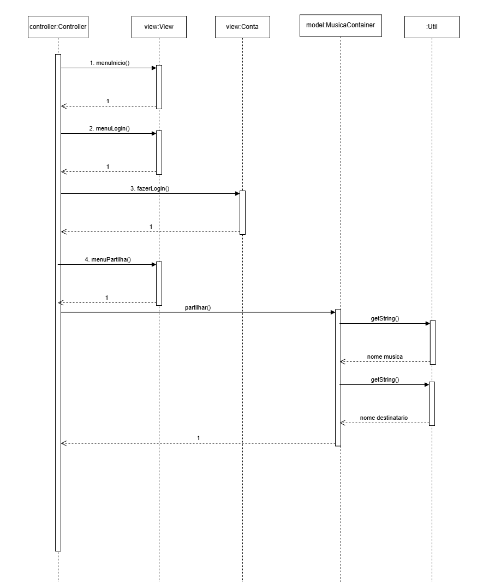 controller:Controller
view:View
view:Conta
model:MusicaContainer
:Util
1. menuInicio()
1
2. menuLogin()
1
3. fazerLogin()
1
4. menuPartilha()
1
partilhar()
getString()
nome musica
getString()
nome destinatario
1